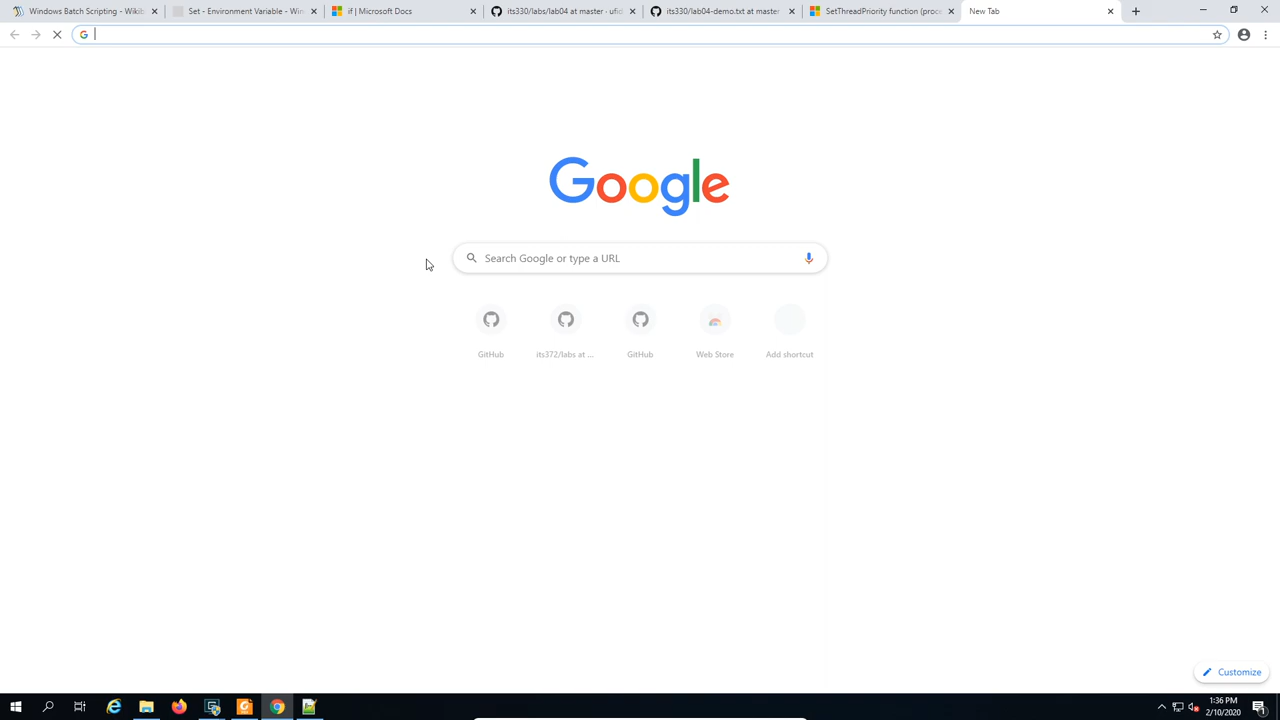 Windows Batch Scripting - Wikib
Set - Environment Variable - Win
if | Microsoft Docs
its330/labs/lab04 at master · ufid
its330/lab04-demo.txt at master
SetThreadPriority function (proce
New Tab
Google
Search Google or type a URL
GitHub
its372/labs at ...
GitHub
Web Store
Add shortcut
Customize
1:36 PM
2/10/2020